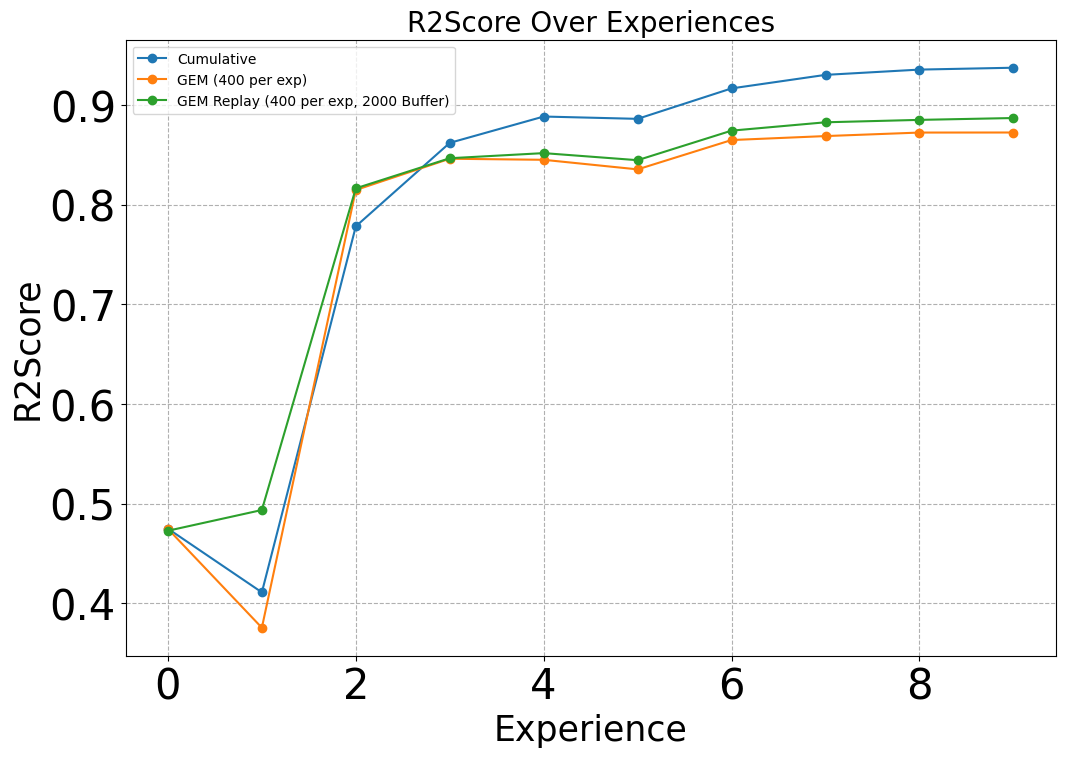 R2Score Over Experiences
Cumulative
GEM (400 per exp)
GEM Replay (400 per exp, 2000 Buffer)
R2Score
0.9
0.8
0.7
0.6
0.5
0.4
0 2 4 6 8
Experience